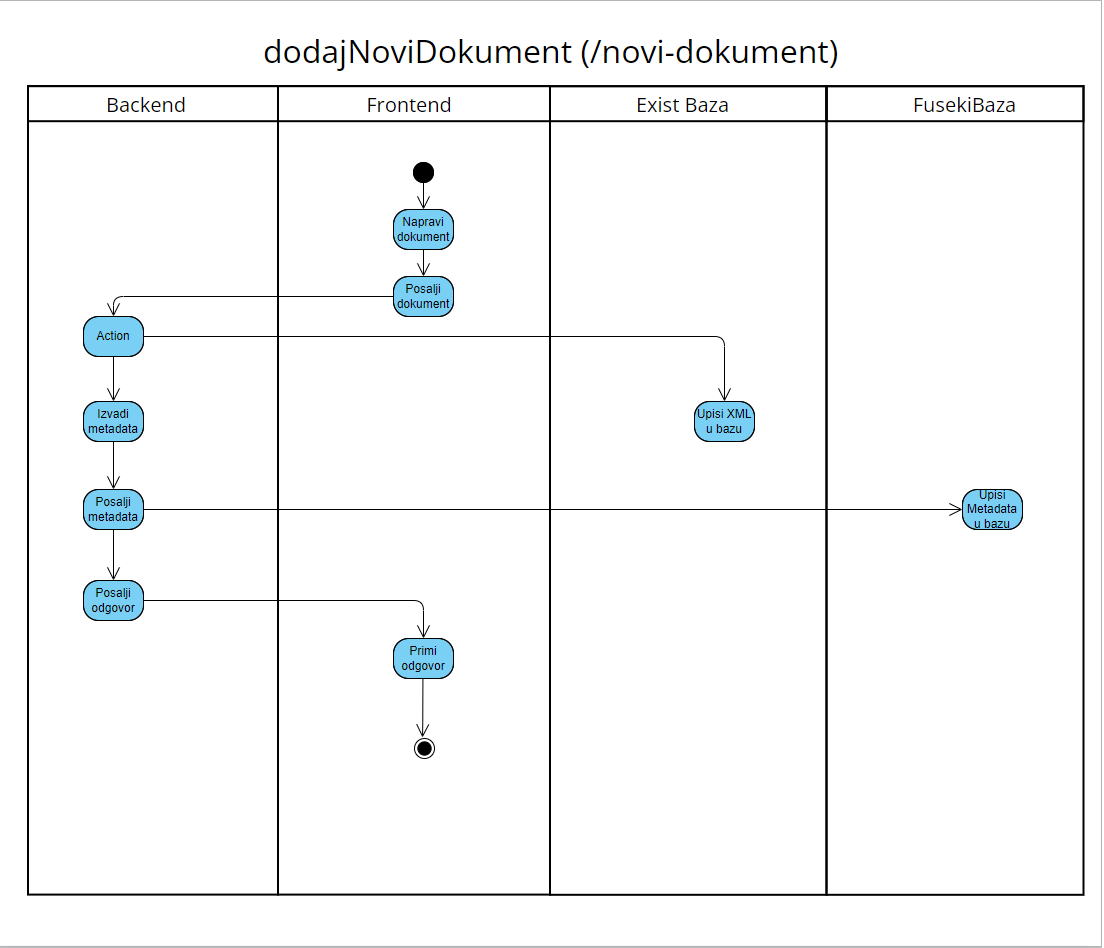 dodajNoviDokument (/novi-dokument)
Backend
Frontend
Exist Baza
FusekiBaza
Napravi
dokument
Posalji
dokument
Action
Izvadi
metadata
Upisi XML
u bazu
Posalji
metadata
Upisi
Metadata
u bazu
Posalji
odgovor
Primi
odgovor